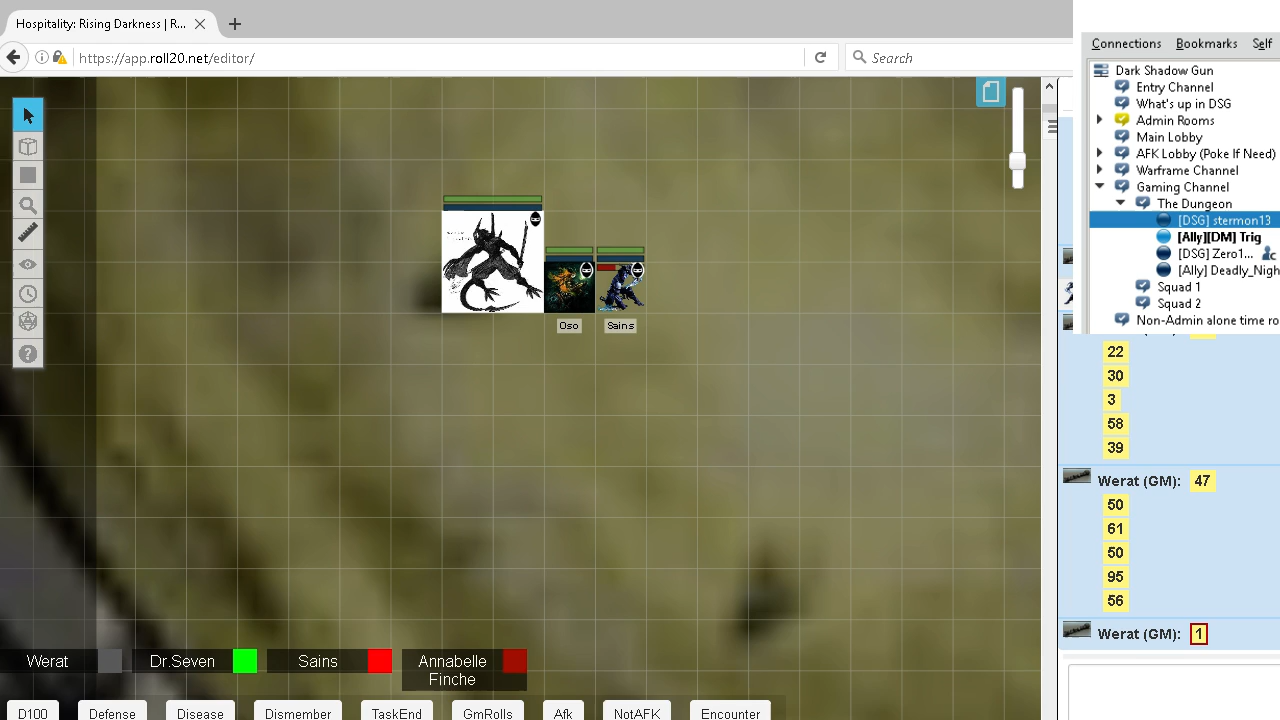 Hospitality: Rising Darkness | R...
https://app.roll20.net/editor/
Search
Oso
Sains
Werat
Dr.Seven
Sains
Annabelle
Finche
D100
Defense
Disease
Dismember
TaskEnd
GmRolls
Afk
NotAFK
Encounter
Connections Bookmarks Self
Dark Shadow Gun
Entry Channel
What's up in DSG
Admin Rooms
Main Lobby
AFK Lobby (Poke If Need)
Warframe Channel
Gaming Channel
The Dungeon
[DSG] stermon13
[Ally][DM] Trig
[DSG] Zero1...
[Ally] Deadly_Nigh
Squad 1
Squad 2
Non-Admin alone time ro
22
30
3
58
39
Werat (GM): 47
50
61
50
95
56
Werat (GM): 1